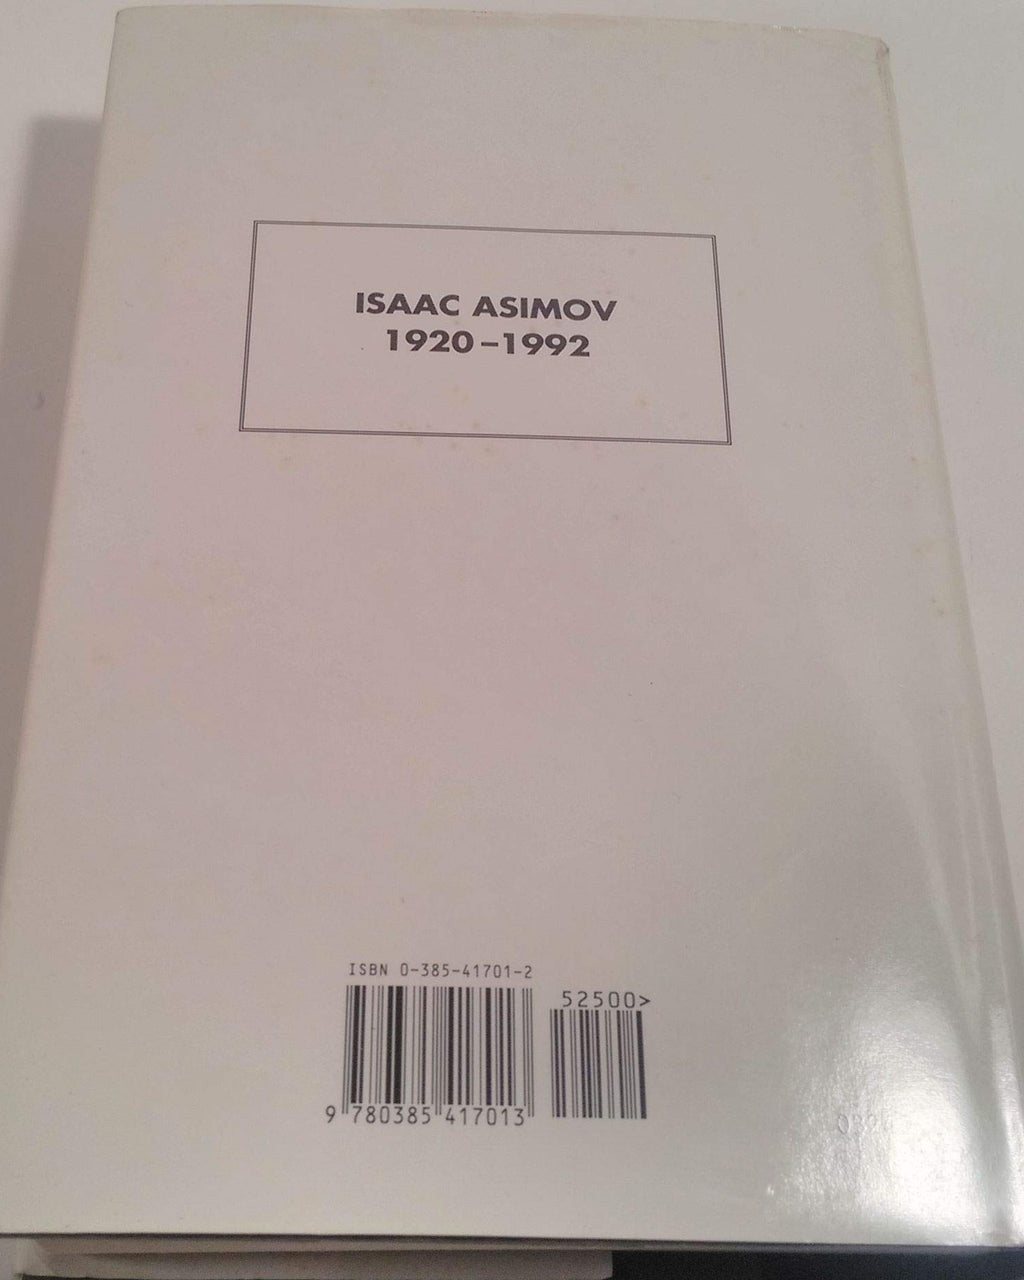 ISAAC ASIMOV
1920–1992
ISBN 0-385-41701-2
52500>
9 780385 417013